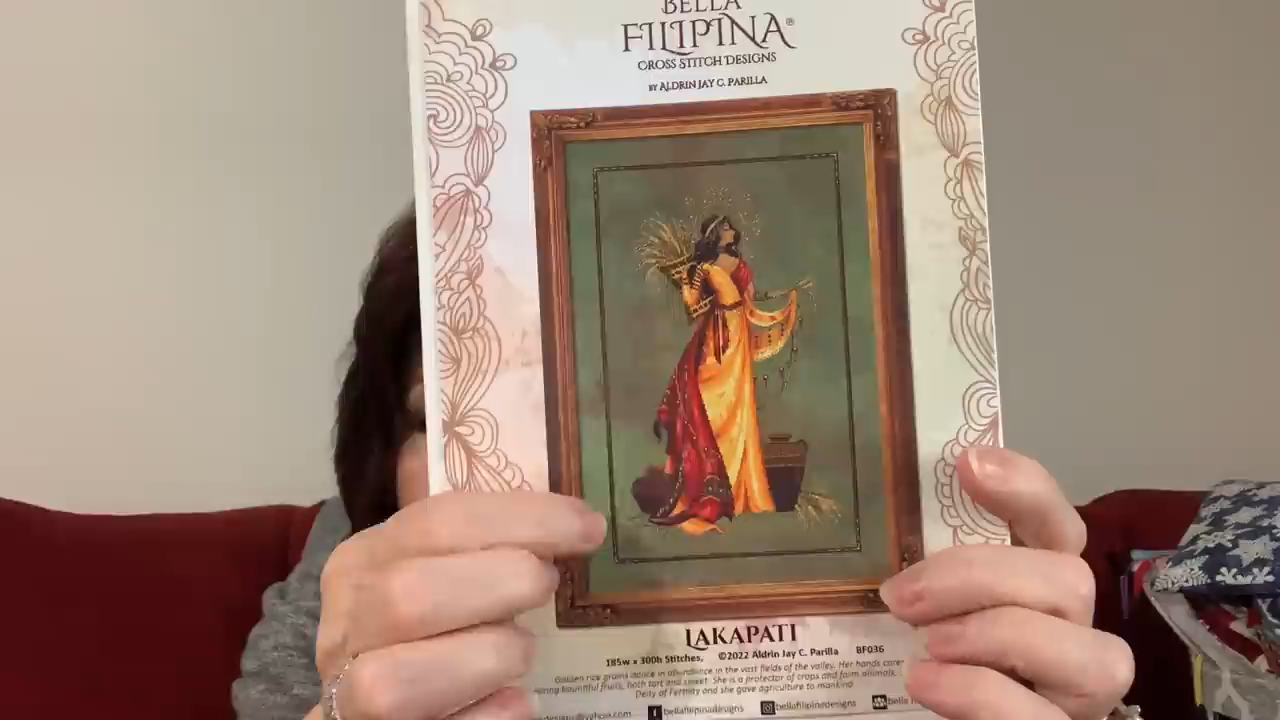 BELLA
FILIPINA®
CROSS STITCH DESIGNS
BY ALDRIN JAY C. PARILLA
LAKAPATI
185w x 300h Stitches, ©2022 Aldrin Jay C. Parilla BF036
Golden rice grains dance in abundance in the vast fields of the valley. Her hands
bountiful fruits, both tart and sweet. She is a protector of crops and farm animals.
Deity of Fertility and she gave agriculture to mankind
bellafilipinadesigns bellafilipinedesigns bella